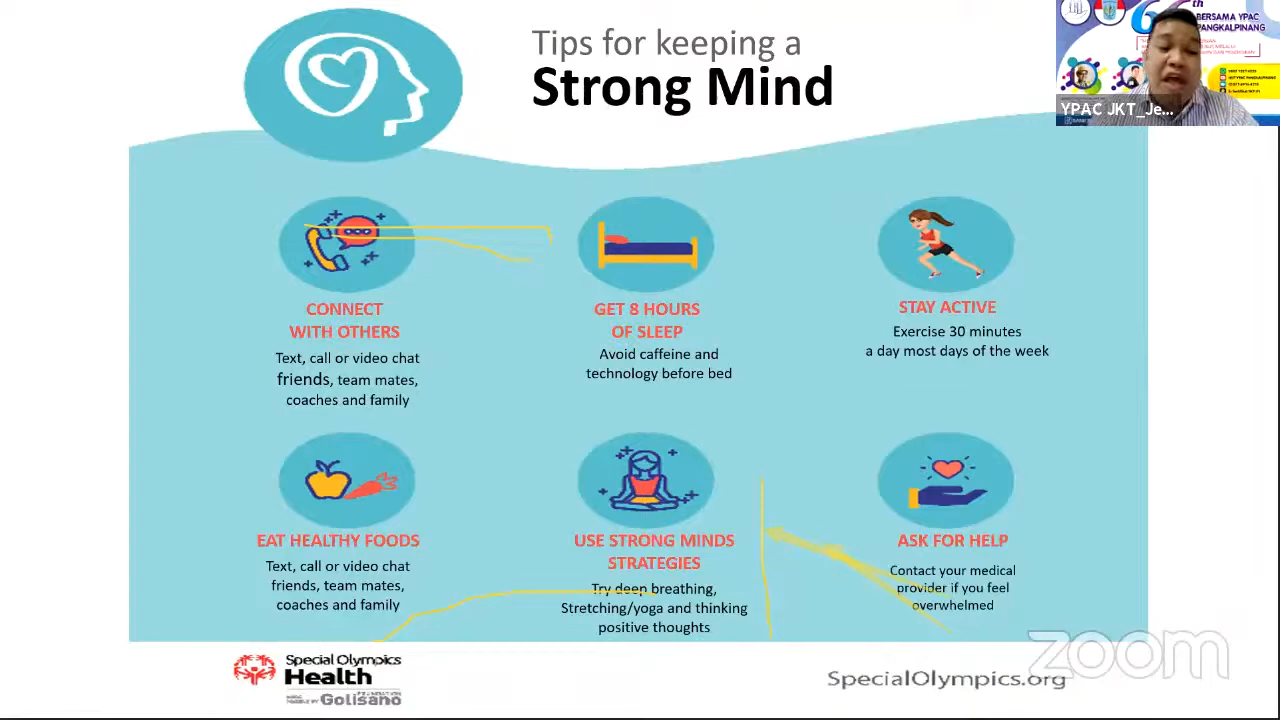 Tips for keeping a
Strong Mind
BERSAMA YPAC
PANGKALPINANG
YPAC JKT_Je...
CONNECT
WITH OTHERS
Text, call or video chat
friends, team mates,
coaches and family
GET 8 HOURS
OF SLEEP
Avoid caffeine and
technology before bed
STAY ACTIVE
Exercise 30 minutes
a day most days of the week
EAT HEALTHY FOODS
Text, call or video chat
friends, team mates,
coaches and family
USE STRONG MINDS
STRATEGIES
Try deep breathing,
Stretching/yoga and thinking
positive thoughts
ASK FOR HELP
Contact your medical
provider if you feel
overwhelmed
Special Olympics
Health
FOUNDATION
Golisano
SpecialOlympics.org
zoom